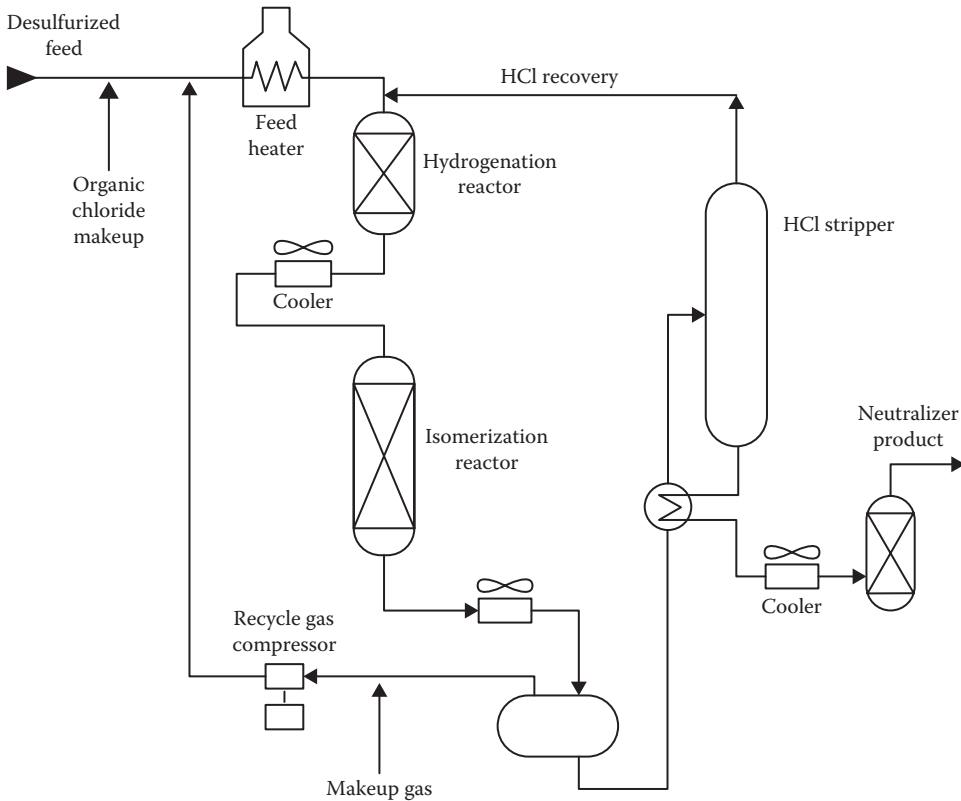 Desulfurized
feed
HCl recovery
Feed
heater
Organic
chloride
makeup
Hydrogenation
reactor
HCl stripper
Cooler
Isomerization
reactor
Neutralizer
product
Cooler
Recycle gas
compressor
Makeup gas